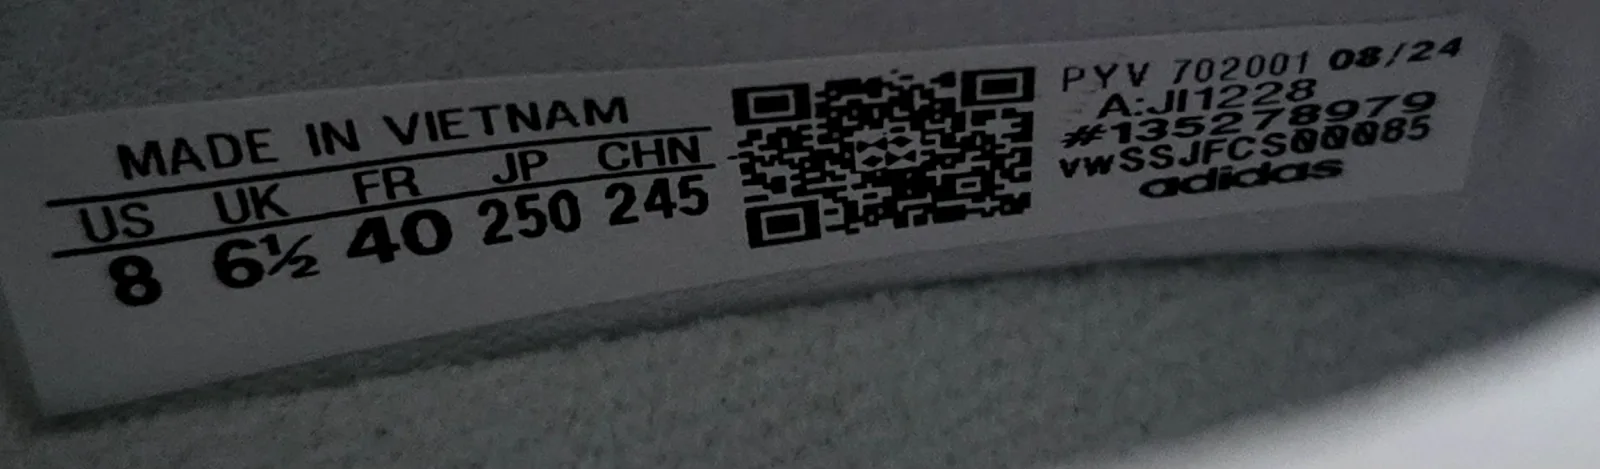 MADE IN VIETNAM
US UK FR JP CHN
8 6½ 40 250 245
PYV 702001 08/24
A:JI1228
#135278979
vwSSJFCS00085
adidas